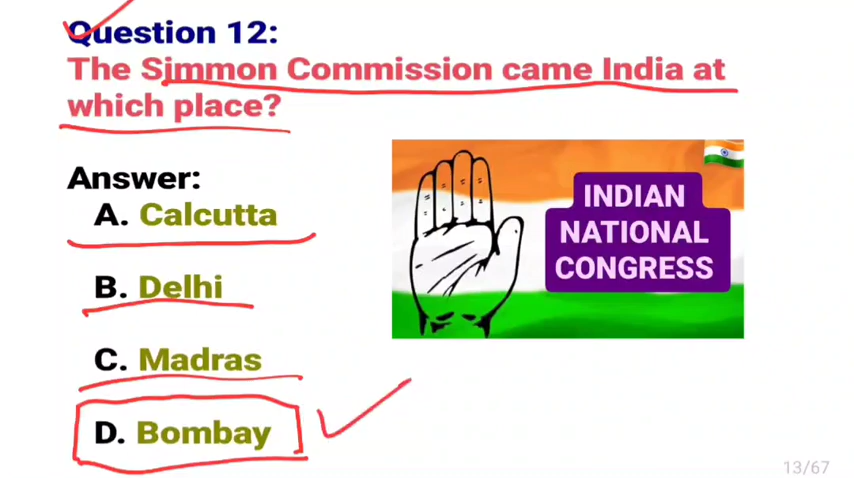 Question 12:
The Simmon Commission came India at
which place?
Answer:
A. Calcutta
B. Delhi
C. Madras
D. Bombay
INDIAN
NATIONAL
CONGRESS
13/67